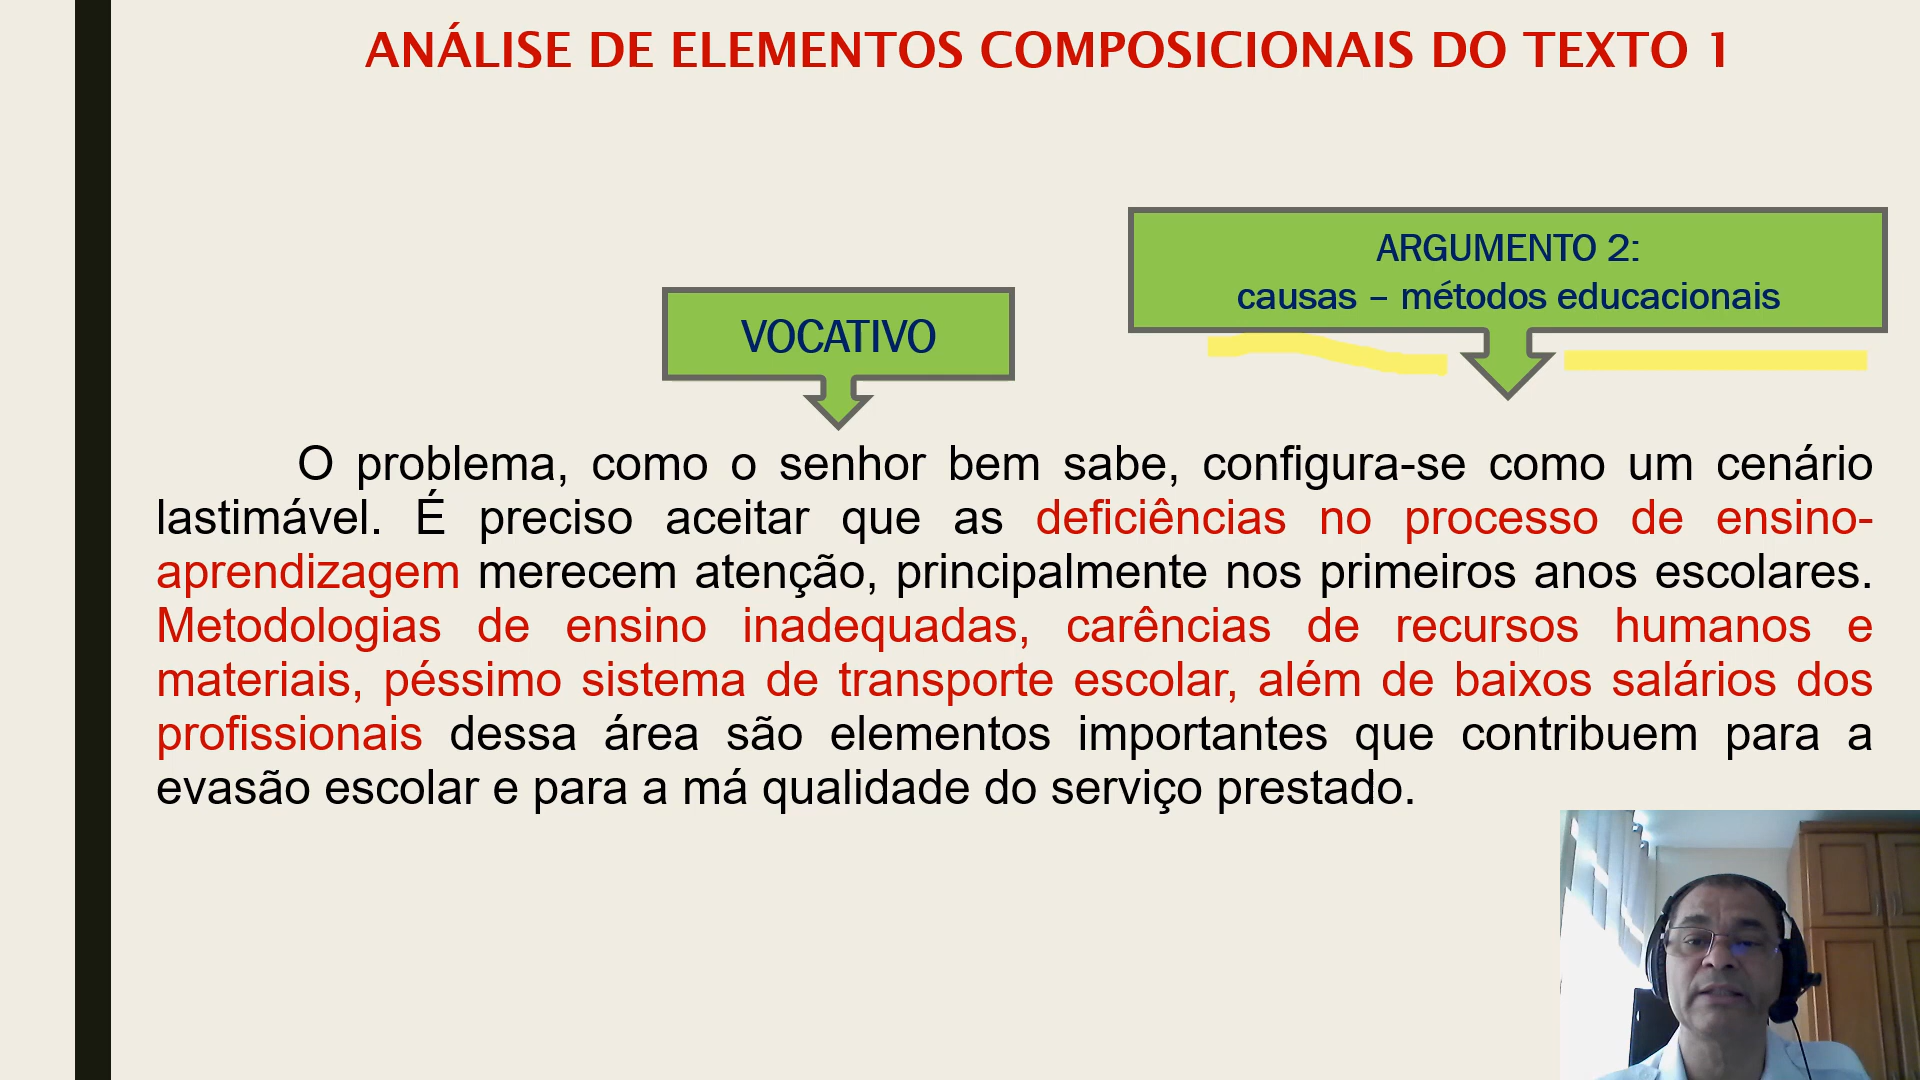 ANÁLISE DE ELEMENTOS COMPOSICIONAIS DO TEXTO 1
ARGUMENTO 2:
causas – métodos educacionais
VOCATIVO
O problema, como o senhor bem sabe, configura-se como um cenário
lastimável. É preciso aceitar que as deficiências no processo de ensino-
aprendizagem merecem atenção, principalmente nos primeiros anos escolares.
Metodologias de ensino inadequadas, carências de recursos humanos e
materiais, péssimo sistema de transporte escolar, além de baixos salários dos
profissionais dessa área são elementos importantes que contribuem para a
evasão escolar e para a má qualidade do serviço prestado.